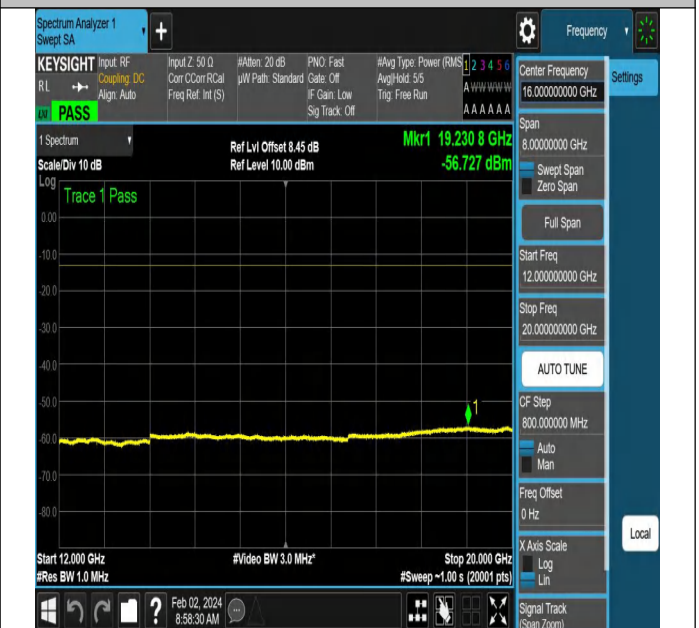 Spectrum Analyzer 1
Swept SA
Frequency
KEYSIGHT
RL
PASS
Input: RF
Coupling: DC
Align: Auto
Input Z: 50 Ω
Corr CCorr RCal
Freq Ref: Int (S)
#Atten: 20 dB
µW Path: Standard
PNO: Fast
Gate: Off
IF Gain: Low
Sig Track: Off
#Avg Type: Power (RMS
Avg|Hold: 5/5
Trig: Free Run
1 2 3 4 5 6
A W W W W W
A A A A A A
1 Spectrum
Scale/Div 10 dB
Ref Lvl Offset 8.45 dB
Ref Level 10.00 dBm
Mkr1 19.230 8 GHz
-56.727 dBm
Log
Trace 1 Pass
0.00
-10.0
-20.0
-30.0
-40.0
-50.0
-60.0
-70.0
-80.0
1
Start 12.000 GHz
#Res BW 1.0 MHz
#Video BW 3.0 MHz*
Stop 20.000 GHz
#Sweep ~1.00 s (20001 pts)
Feb 02, 2024
8:58:30 AM
Center Frequency
16.000000000 GHz
Span
8.00000000 GHz
Swept Span
Zero Span
Full Span
Start Freq
12.000000000 GHz
Stop Freq
20.000000000 GHz
AUTO TUNE
CF Step
800.000000 MHz
Auto
Man
Freq Offset
0 Hz
X Axis Scale
Log
Lin
Signal Track
(Span Zoom)
Settings
Local